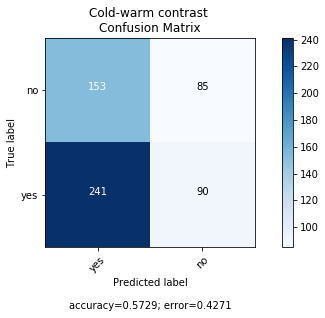 Cold-warm contrast
Confusion Matrix
240
220
200
180
160
140
120
100
no
153
85
yes
241
90
True label
yes
no
Predicted label
accuracy=0.5729; error=0.4271